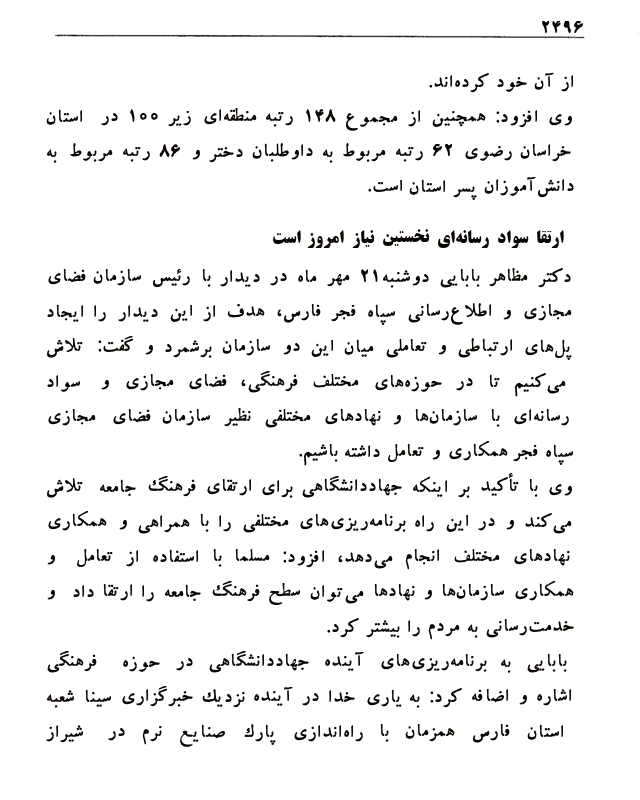 ۲۴۹۶
از آن خود کرده‌اند.
وی افزود: همچنین از مجموع ۱۴۸ رتبه منطقه‌ای زیر ۱۰۰ در استان
خراسان رضوی ۶۲ رتبه مربوط به داوطلبان دختر و ۸۶ رتبه مربوط به
دانش‌آموزان پسر استان است.
ارتقا سواد رسانه‌ای نخستین نیاز امروز است
دکتر مظاهر بابایی دوشنبه۲۱ مهر ماه در دیدار با رئیس سازمان فضای
مجازی و اطلاع‌رسانی سپاه فجر فارس، هدف از این دیدار را ایجاد
پل‌های ارتباطی و تعاملی میان این دو سازمان برشمرد و گفت: تلاش
می‌کنیم تا در حوزه‌های مختلف فرهنگی، فضای مجازی و سواد
رسانه‌ای با سازمان‌ها و نهادهای مختلفی نظیر سازمان فضای مجازی
سپاه فجر همکاری و تعامل داشته باشیم.
وی با تأکید بر اینکه جهاددانشگاهی برای ارتقای فرهنگ جامعه تلاش
می‌کند و در این راه برنامه‌ریزی‌های مختلفی را با همراهی و همکاری
نهادهای مختلف انجام می‌دهد، افزود: مسلما با استفاده از تعامل و
همکاری سازمان‌ها و نهادها می‌توان سطح فرهنگ جامعه را ارتقا داد و
خدمت‌رسانی به مردم را بیشتر کرد.
بابایی به برنامه‌ریزی‌های آینده جهاددانشگاهی در حوزه فرهنگی
اشاره و اضافه کرد: به یاری خدا در آینده نزدیک خبرگزاری سینا شعبه
استان فارس همزمان با راه‌اندازی پارک صنایع نرم در شیراز